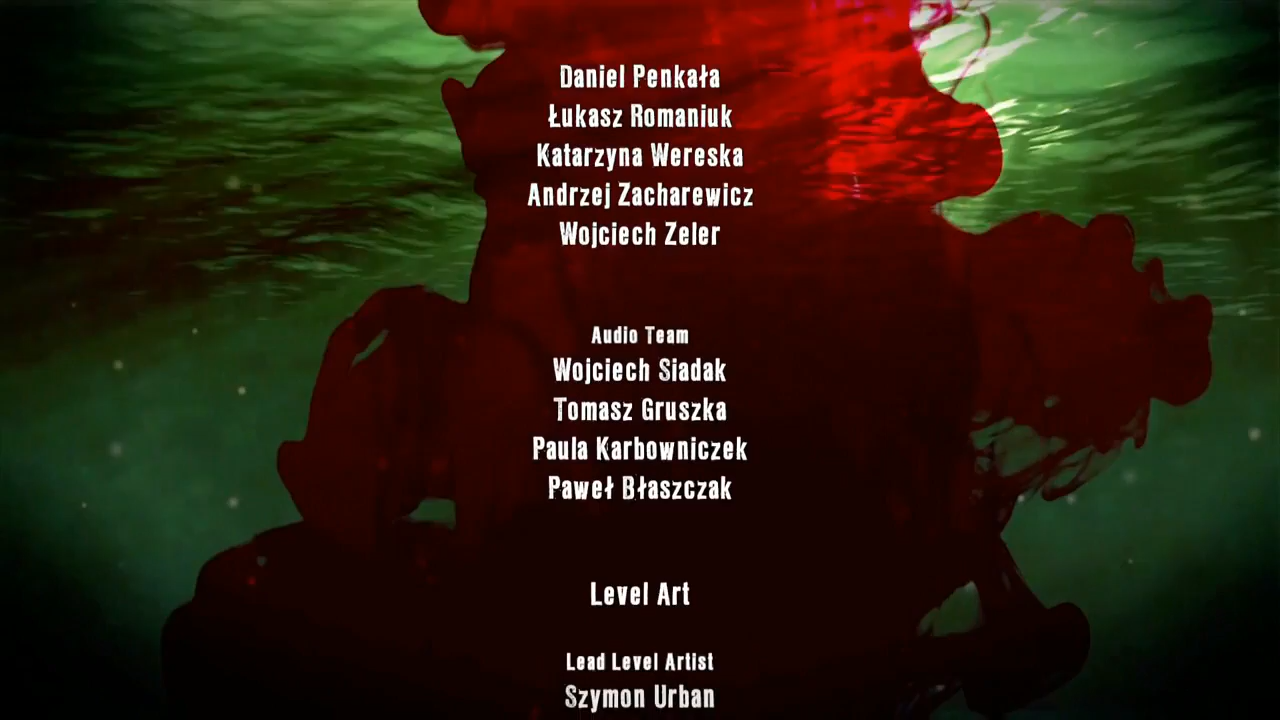 Daniel Penkała
Łukasz Romaniuk
Katarzyna Wereska
Andrzej Zacharewicz
Wojciech Zeler
Audio Team
Wojciech Siadak
Tomasz Gruszka
Paula Karbowniczek
Paweł Błaszczak
Level Art
Lead Level Artist
Szymon Urban